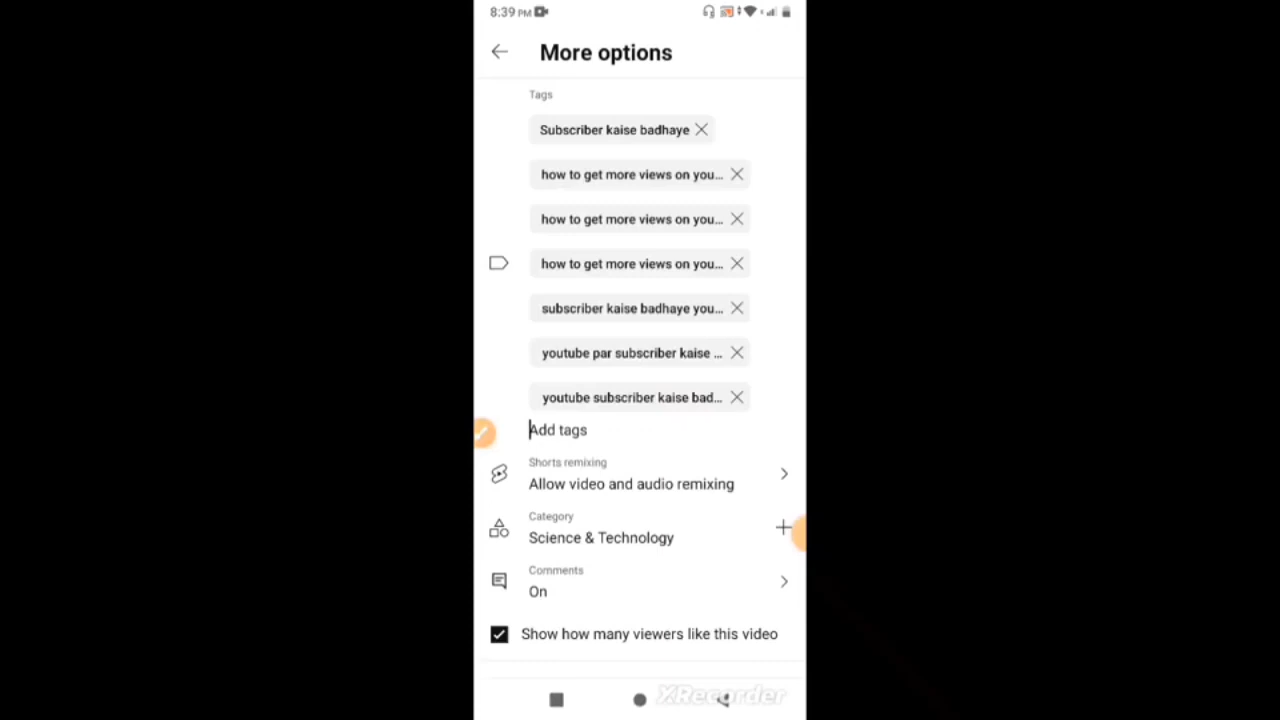 8:39 PM
More options
Tags
Subscriber kaise badhaye
how to get more views on you...
how to get more views on you...
how to get more views on you...
subscriber kaise badhaye you...
youtube par subscriber kaise ...
youtube subscriber kaise bad...
Add tags
Shorts remixing
Allow video and audio remixing
Category
Science & Technology
Comments
On
Show how many viewers like this video
XRecorder